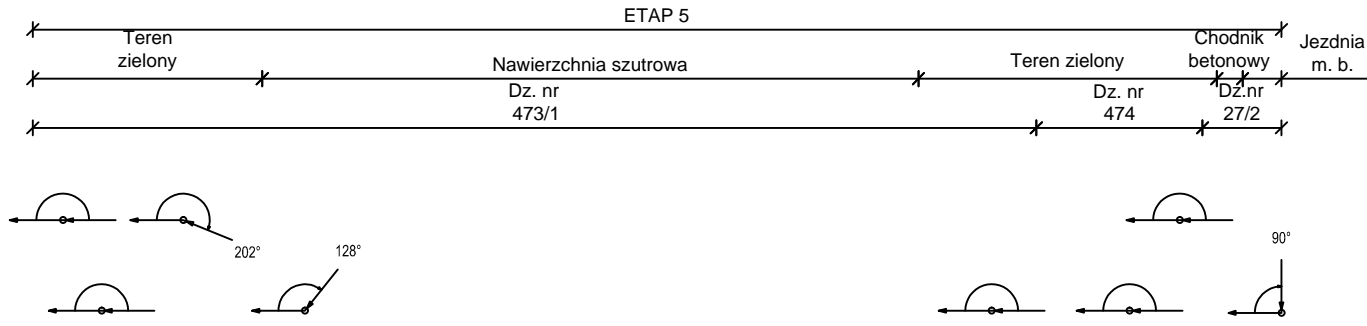 ETAP 5
Teren
zielony
Nawierzchnia szutrowa
Teren zielony
Chodnik
betonowy
Jezdnia
m. b.
Dz. nr
473/1
Dz. nr
474
Dz.nr
27/2
202°
128°
90°